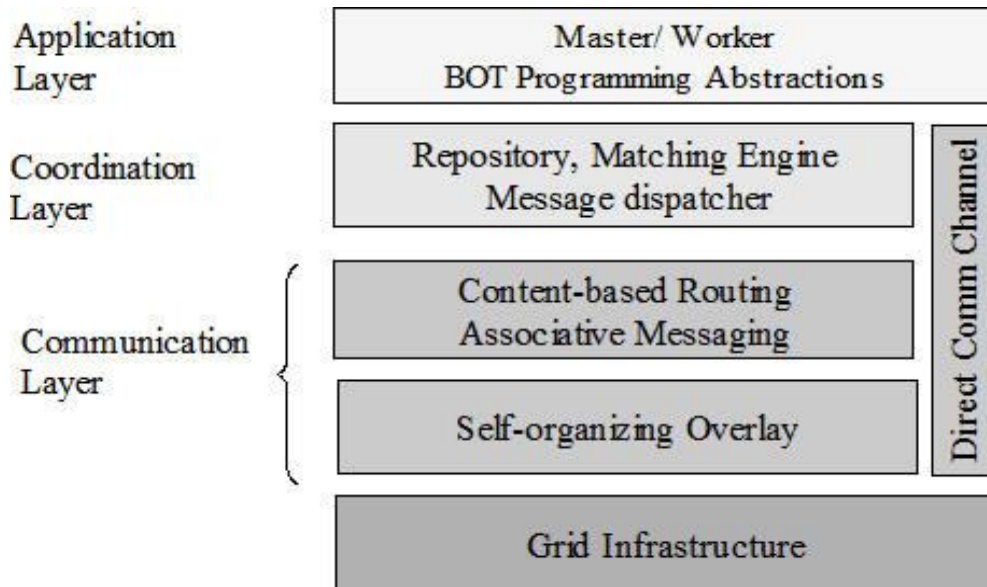 Application
Layer
Master/ Worker
BOT Programming Abstractions
Coordination
Layer
Repository, Matching Engine
Message dispatcher
Direct Comm Channel
Communication
Layer
Content-based Routing
Associative Messaging
Self-organizing Overlay
Grid Infrastructure